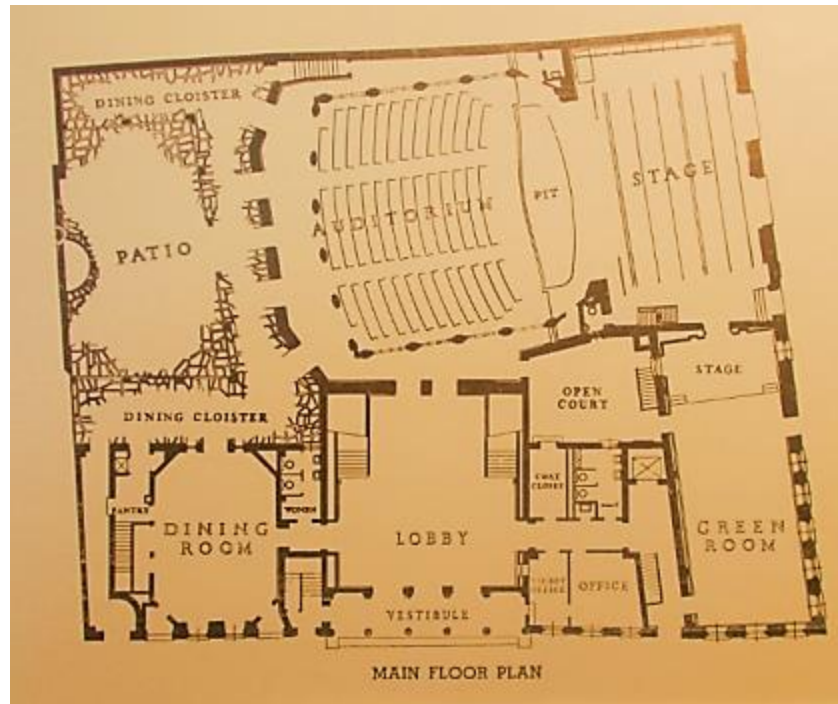 DINING CLOISTER
STAGE
AUDITORIUM
PIT
PATIO
STAGE
OPEN
COURT
DINING CLOISTER
COAT
CLOSET
PANTRY
WOMEN
DINING
ROOM
LOBBY
GREEN
ROOM
OFFICE
VESTIBULE
MAIN FLOOR PLAN